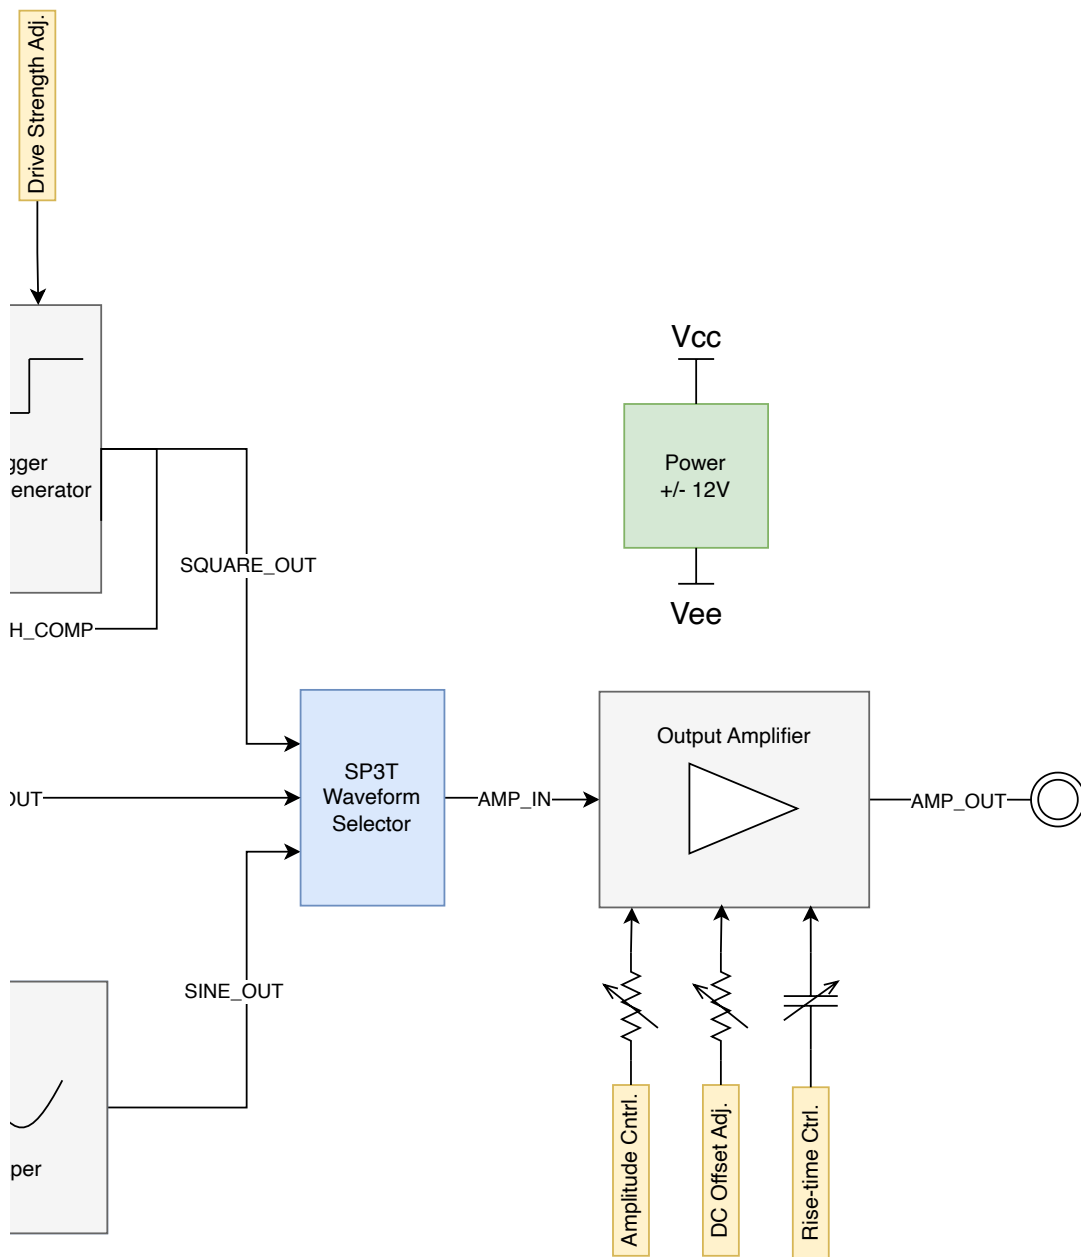 Drive Strength Adj.
gger
enerator
SQUARE_OUT
H_COMP
Vcc
Power
+/- 12V
Vee
SP3T
Waveform
Selector
OUT
AMP_IN
Output Amplifier
AMP_OUT
SINE_OUT
per
Amplitude Cntrl.
DC Offset Adj.
Rise-time Ctrl.